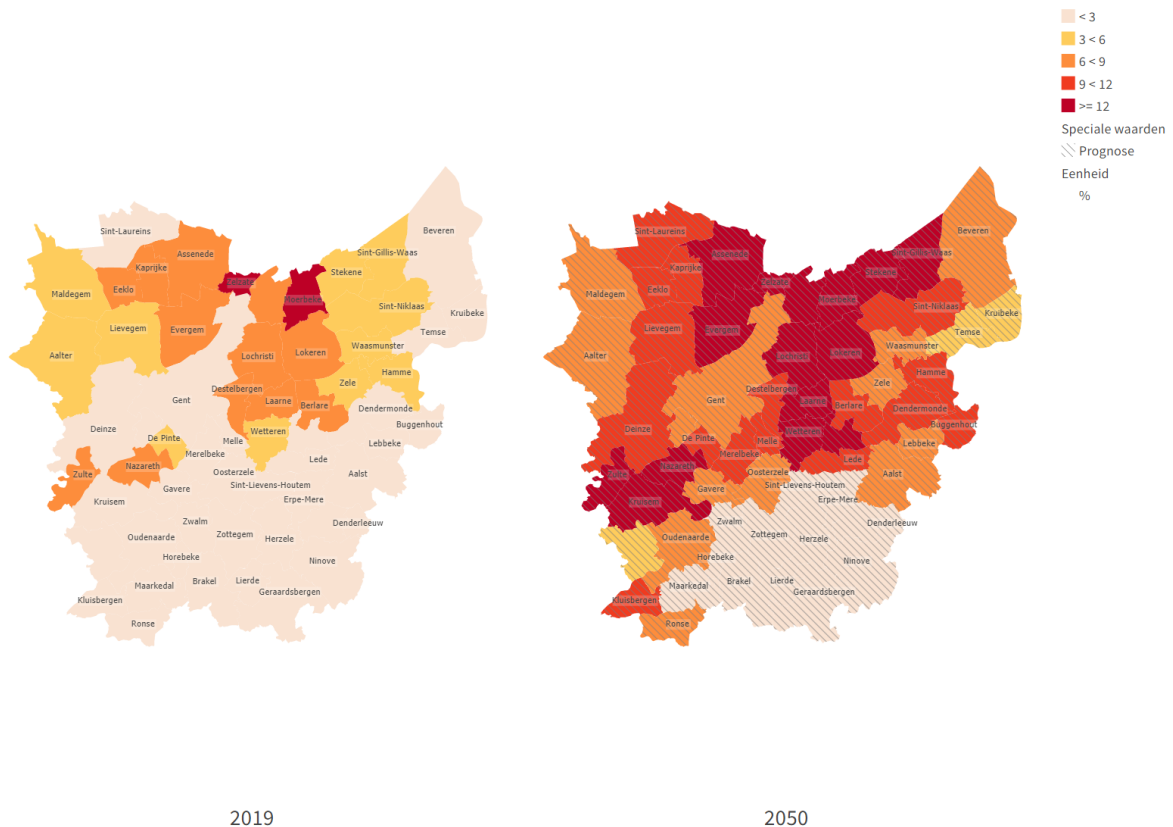 < 3
3 < 6
6 < 9
9 < 12
>= 12
Speciale waarden
Prognose
Eenheid
%
Sint-Laureins
Beveren
Assenede
Sint-Gillis-Waas
Kaprijke
Stekene
Zelzate
Eeklo
Maldegem
Moerbeke
Sint-Niklaas
Kruibeke
Lievegem
Evergem
Temse
Waasmunster
Aalter
Lochristi
Lokeren
Hamme
Zele
Destelbergen
Gent
Laarne
Berlare
Dendermonde
Buggenhout
Deinze
De Pinte
Wetteren
Melle
Lebbeke
Merelbeke
Lede
Nazareth
Zulte
Oosterzele
Aalst
Gavere
Sint-Lievens-Houtem
Kruisem
Erpe-Mere
Zwalm
Denderleeuw
Oudenaarde
Zottegem
Herzele
Horebeke
Ninove
Maarkedal
Brakel
Lierde
Geraardsbergen
Kluisbergen
Ronse
2019
Sint-Laureins
Beveren
Assenede
Sint-Gillis-Waas
Kaprijke
Stekene
Zelzate
Eeklo
Maldegem
Moerbeke
Sint-Niklaas
Kruibeke
Lievegem
Evergem
Temse
Waasmunster
Aalter
Lochristi
Lokeren
Hamme
Zele
Destelbergen
Gent
Laarne
Berlare
Dendermonde
Buggenhout
Deinze
De Pinte
Wetteren
Melle
Lebbeke
Merelbeke
Lede
Nazareth
Zulte
Oosterzele
Aalst
Gavere
Sint-Lievens-Houtem
Kruisem
Erpe-Mere
Zwalm
Denderleeuw
Oudenaarde
Zottegem
Herzele
Horebeke
Ninove
Maarkedal
Brakel
Lierde
Geraardsbergen
Kluisbergen
Ronse
2050